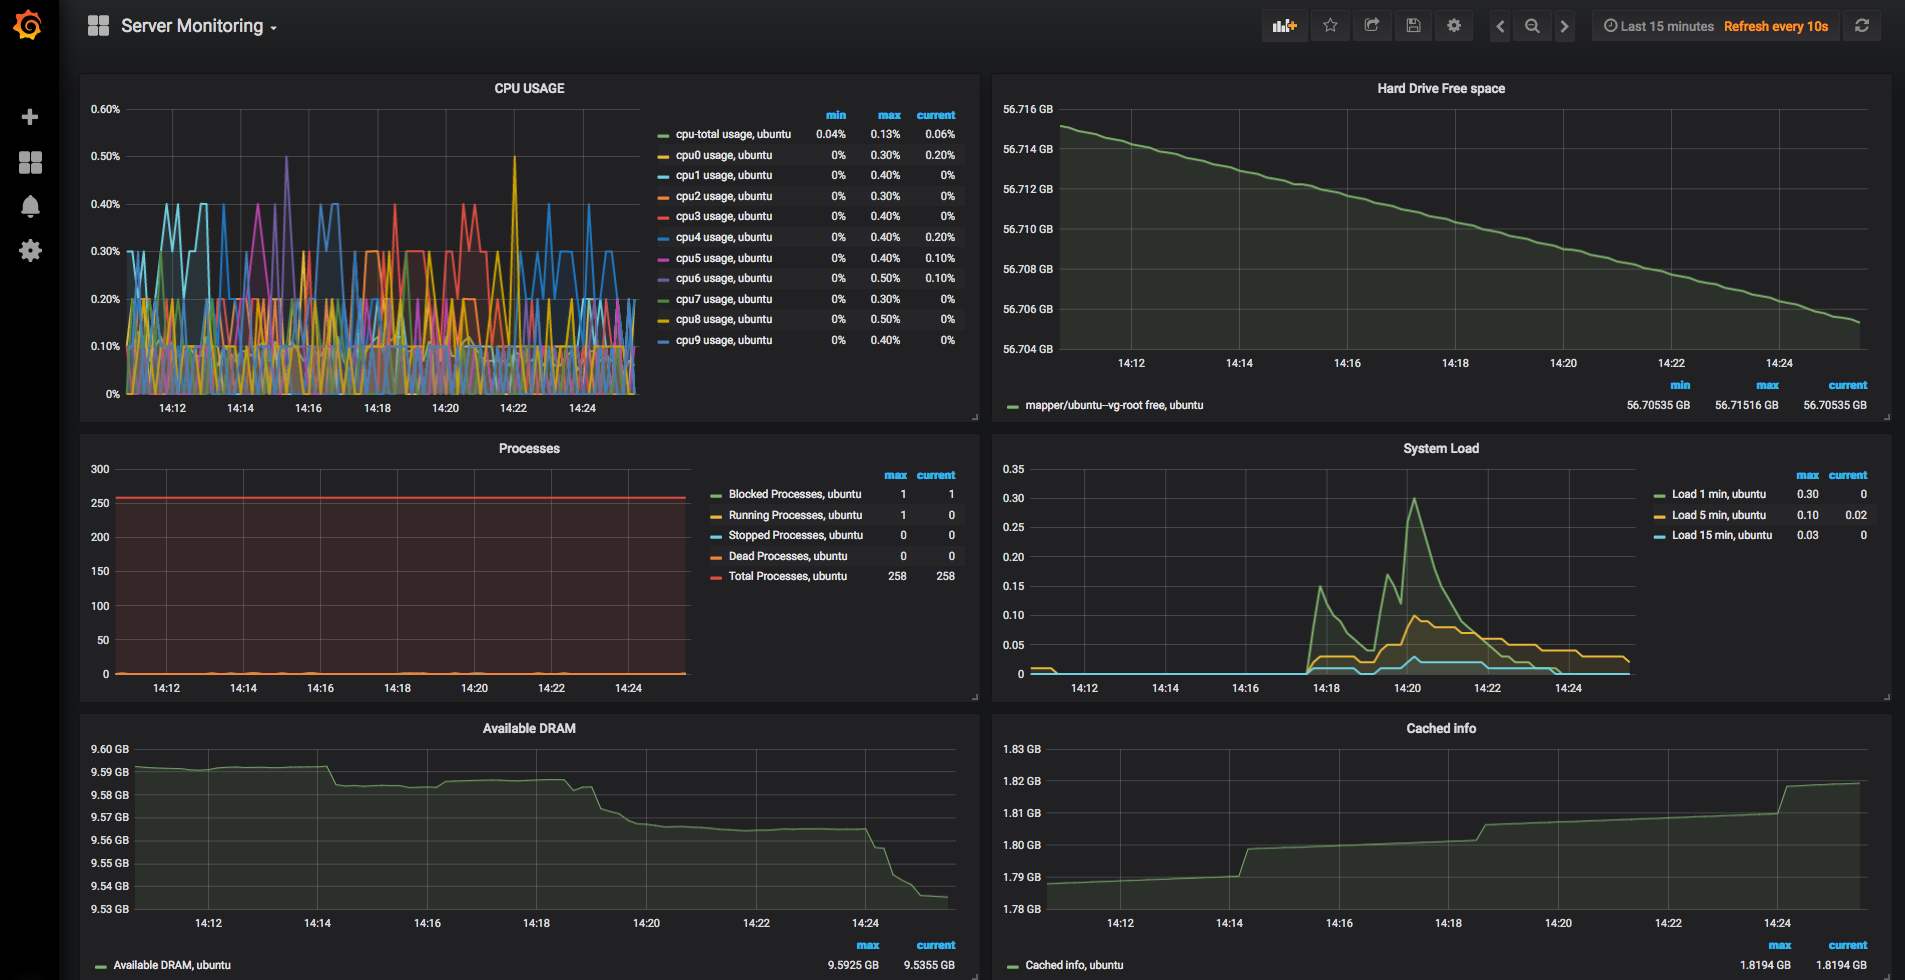 Server Monitoring
Last 15 minutes Refresh every 10s
CPU USAGE
0.60%
0.50%
0.40%
0.30%
0.20%
0.10%
0%
14:12 14:14 14:16 14:18 14:20 14:22 14:24
min max current
cpu-total usage, ubuntu 0.04% 0.13% 0.06%
cpu0 usage, ubuntu 0% 0.30% 0.20%
cpu1 usage, ubuntu 0% 0.40% 0%
cpu2 usage, ubuntu 0% 0.30% 0%
cpu3 usage, ubuntu 0% 0.40% 0%
cpu4 usage, ubuntu 0% 0.40% 0.20%
cpu5 usage, ubuntu 0% 0.40% 0.10%
cpu6 usage, ubuntu 0% 0.50% 0.10%
cpu7 usage, ubuntu 0% 0.30% 0%
cpu8 usage, ubuntu 0% 0.50% 0%
cpu9 usage, ubuntu 0% 0.40% 0%
Hard Drive Free space
56.716 GB
56.714 GB
56.712 GB
56.710 GB
56.708 GB
56.706 GB
56.704 GB
14:12 14:14 14:16 14:18 14:20 14:22 14:24
min max current
mapper/ubuntu--vg-root free, ubuntu 56.70535 GB 56.71516 GB 56.70535 GB
Processes
300
250
200
150
100
50
0
14:12 14:14 14:16 14:18 14:20 14:22 14:24
max current
Blocked Processes, ubuntu 1 1
Running Processes, ubuntu 1 0
Stopped Processes, ubuntu 0 0
Dead Processes, ubuntu 0 0
Total Processes, ubuntu 258 258
System Load
0.35
0.30
0.25
0.20
0.15
0.10
0.05
0
14:12 14:14 14:16 14:18 14:20 14:22 14:24
max current
Load 1 min, ubuntu 0.30 0
Load 5 min, ubuntu 0.10 0.02
Load 15 min, ubuntu 0.03 0
Available DRAM
9.60 GB
9.59 GB
9.58 GB
9.57 GB
9.56 GB
9.55 GB
9.54 GB
9.53 GB
14:12 14:14 14:16 14:18 14:20 14:22 14:24
max current
Available DRAM, ubuntu 9.5925 GB 9.5355 GB
Cached info
1.83 GB
1.82 GB
1.81 GB
1.80 GB
1.79 GB
1.78 GB
14:12 14:14 14:16 14:18 14:20 14:22 14:24
max current
Cached info, ubuntu 1.8194 GB 1.8194 GB